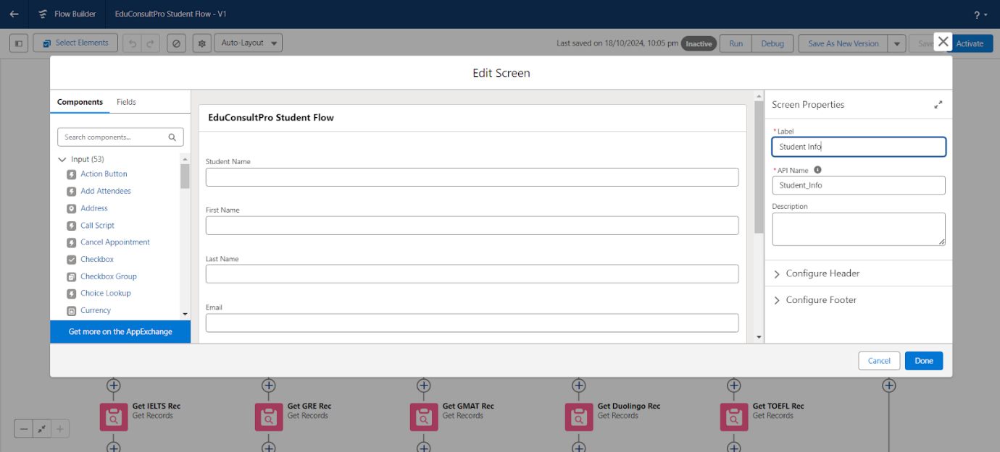 Flow Builder
EduConsultPro Student Flow - V1
?
Select Elements
Auto-Layout
Last saved on 18/10/2024, 10:05 pm
Inactive
Run
Debug
Save As New Version
Save
Activate
Edit Screen
Components
Fields
Search components...
Input (53)
Action Button
Add Attendees
Address
Call Script
Cancel Appointment
Checkbox
Checkbox Group
Choice Lookup
Currency
Get more on the AppExchange
EduConsultPro Student Flow
Student Name
First Name
Last Name
Email
Screen Properties
* Label
Student Info
* API Name
Student_Info
Description
Configure Header
Configure Footer
Cancel
Done
Get IELTS Rec
Get Records
Get GRE Rec
Get Records
Get GMAT Rec
Get Records
Get Duolingo Rec
Get Records
Get TOEFL Rec
Get Records